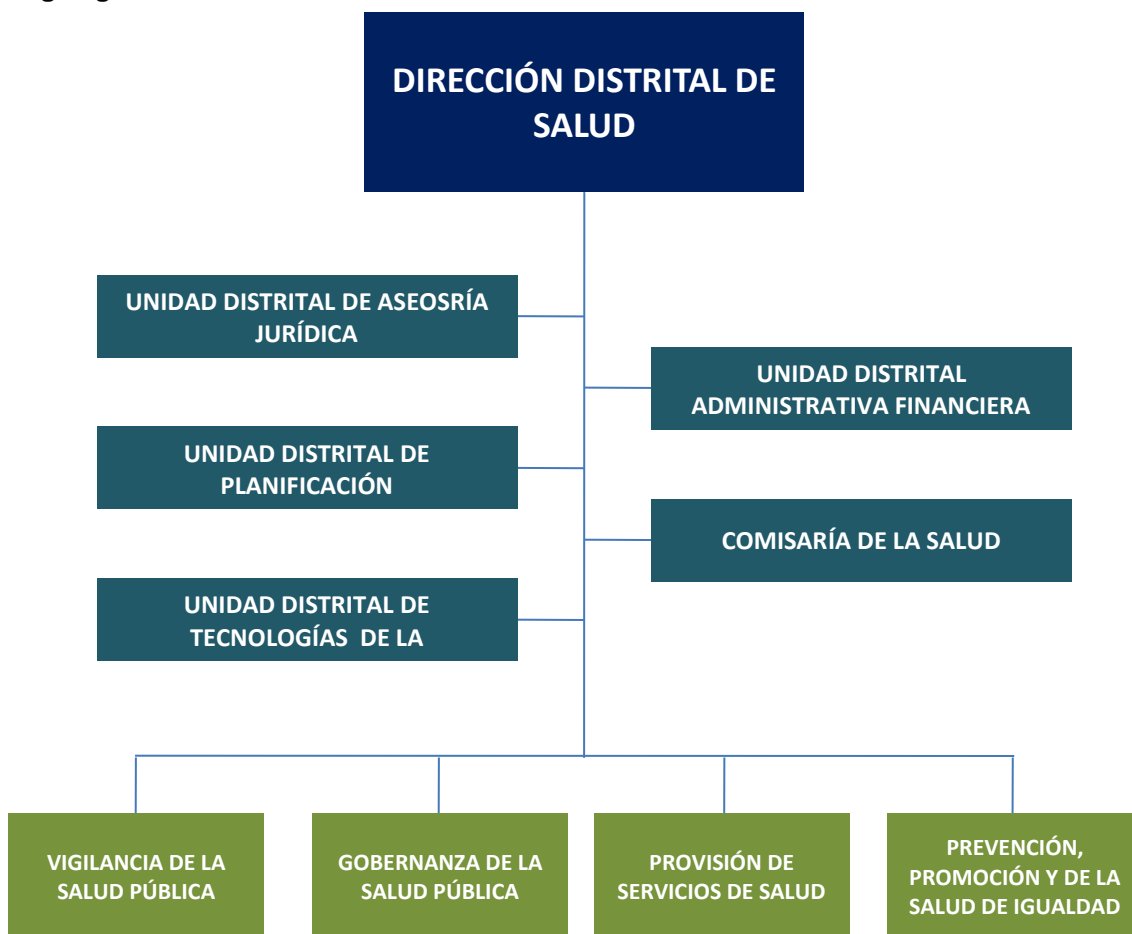 DIRECCIÓN DISTRITAL DE
SALUD
UNIDAD DISTRITAL DE ASEOSRÍA
JURÍDICA
UNIDAD DISTRITAL
ADMINISTRATIVA FINANCIERA
UNIDAD DISTRITAL DE
PLANIFICACIÓN
COMISARÍA DE LA SALUD
UNIDAD DISTRITAL DE
TECNOLOGÍAS DE LA
VIGILANCIA DE LA
SALUD PÚBLICA
GOBERNANZA DE LA
SALUD PÚBLICA
PROVISIÓN DE
SERVICIOS DE SALUD
PREVENCIÓN,
PROMOCIÓN Y DE LA
SALUD DE IGUALDAD